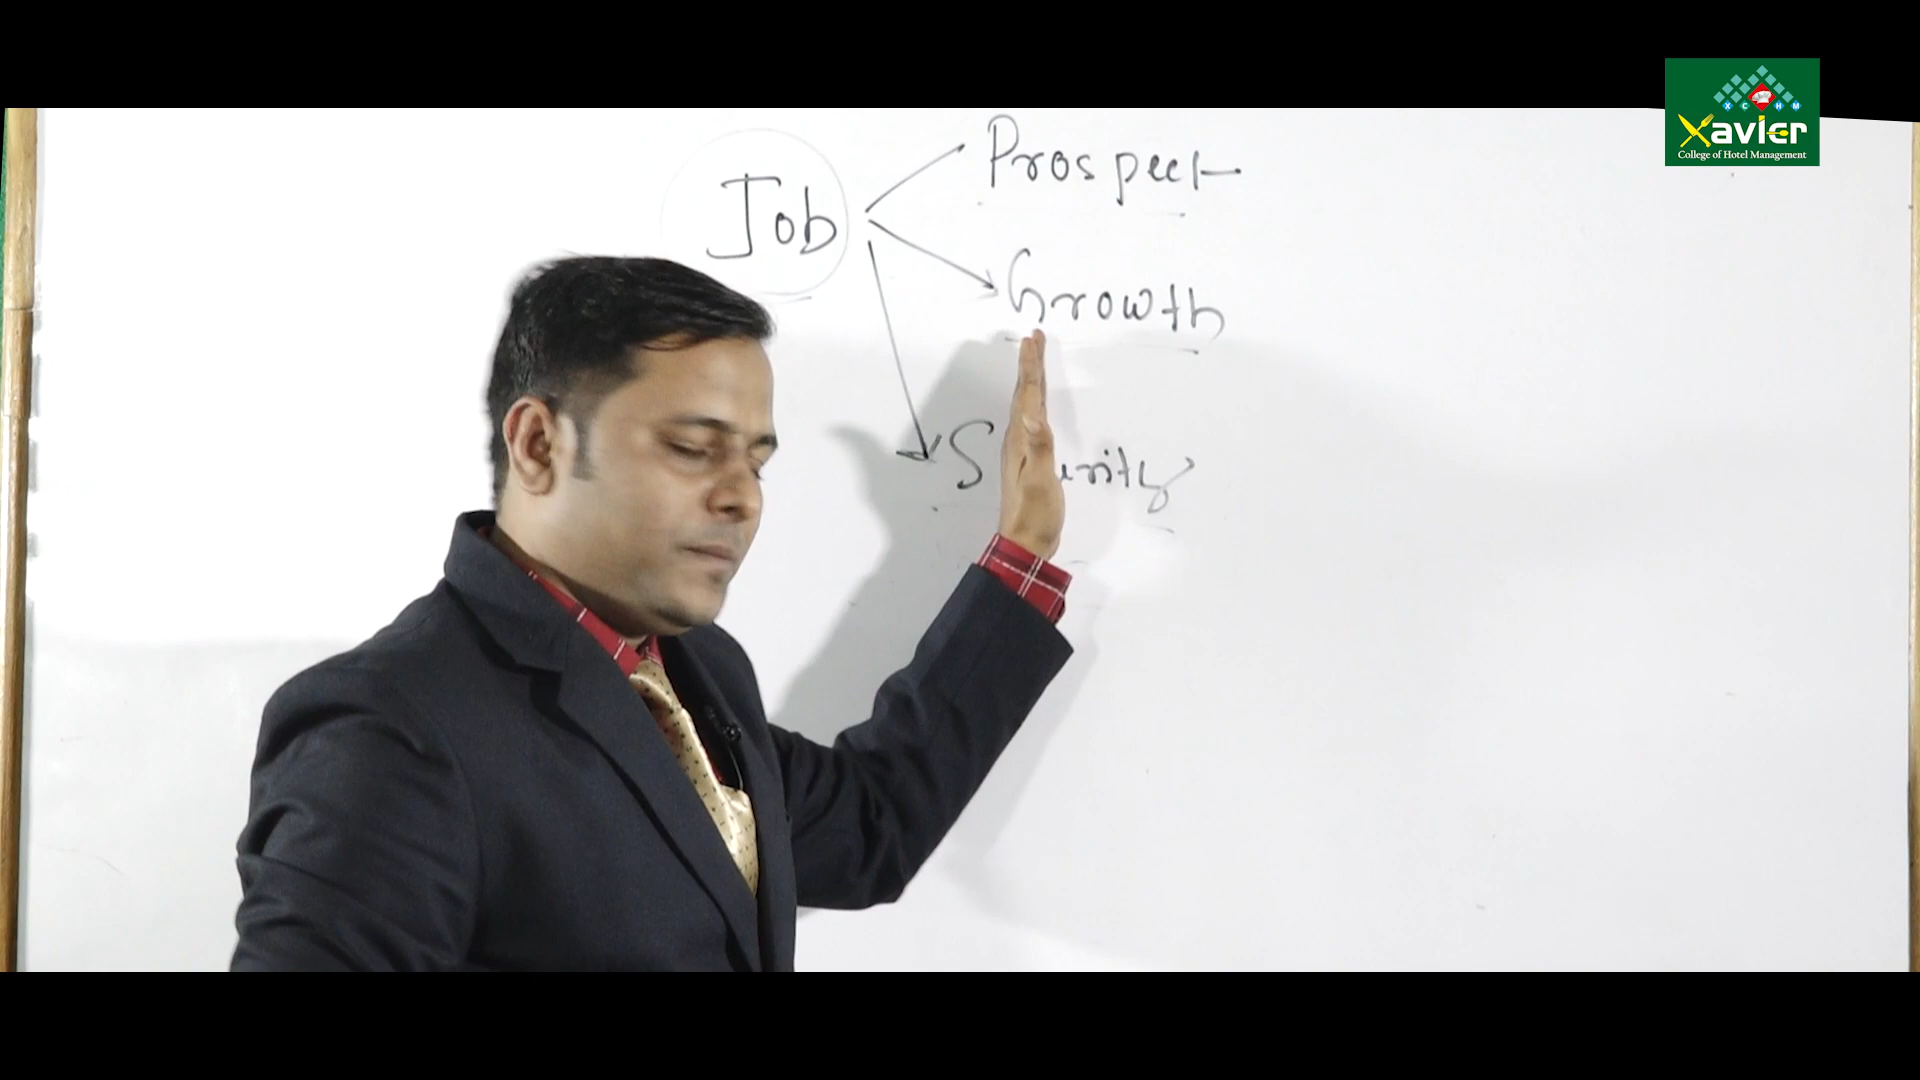 X C H M
Xavier
College of Hotel Management
Job
Prospect
Growth